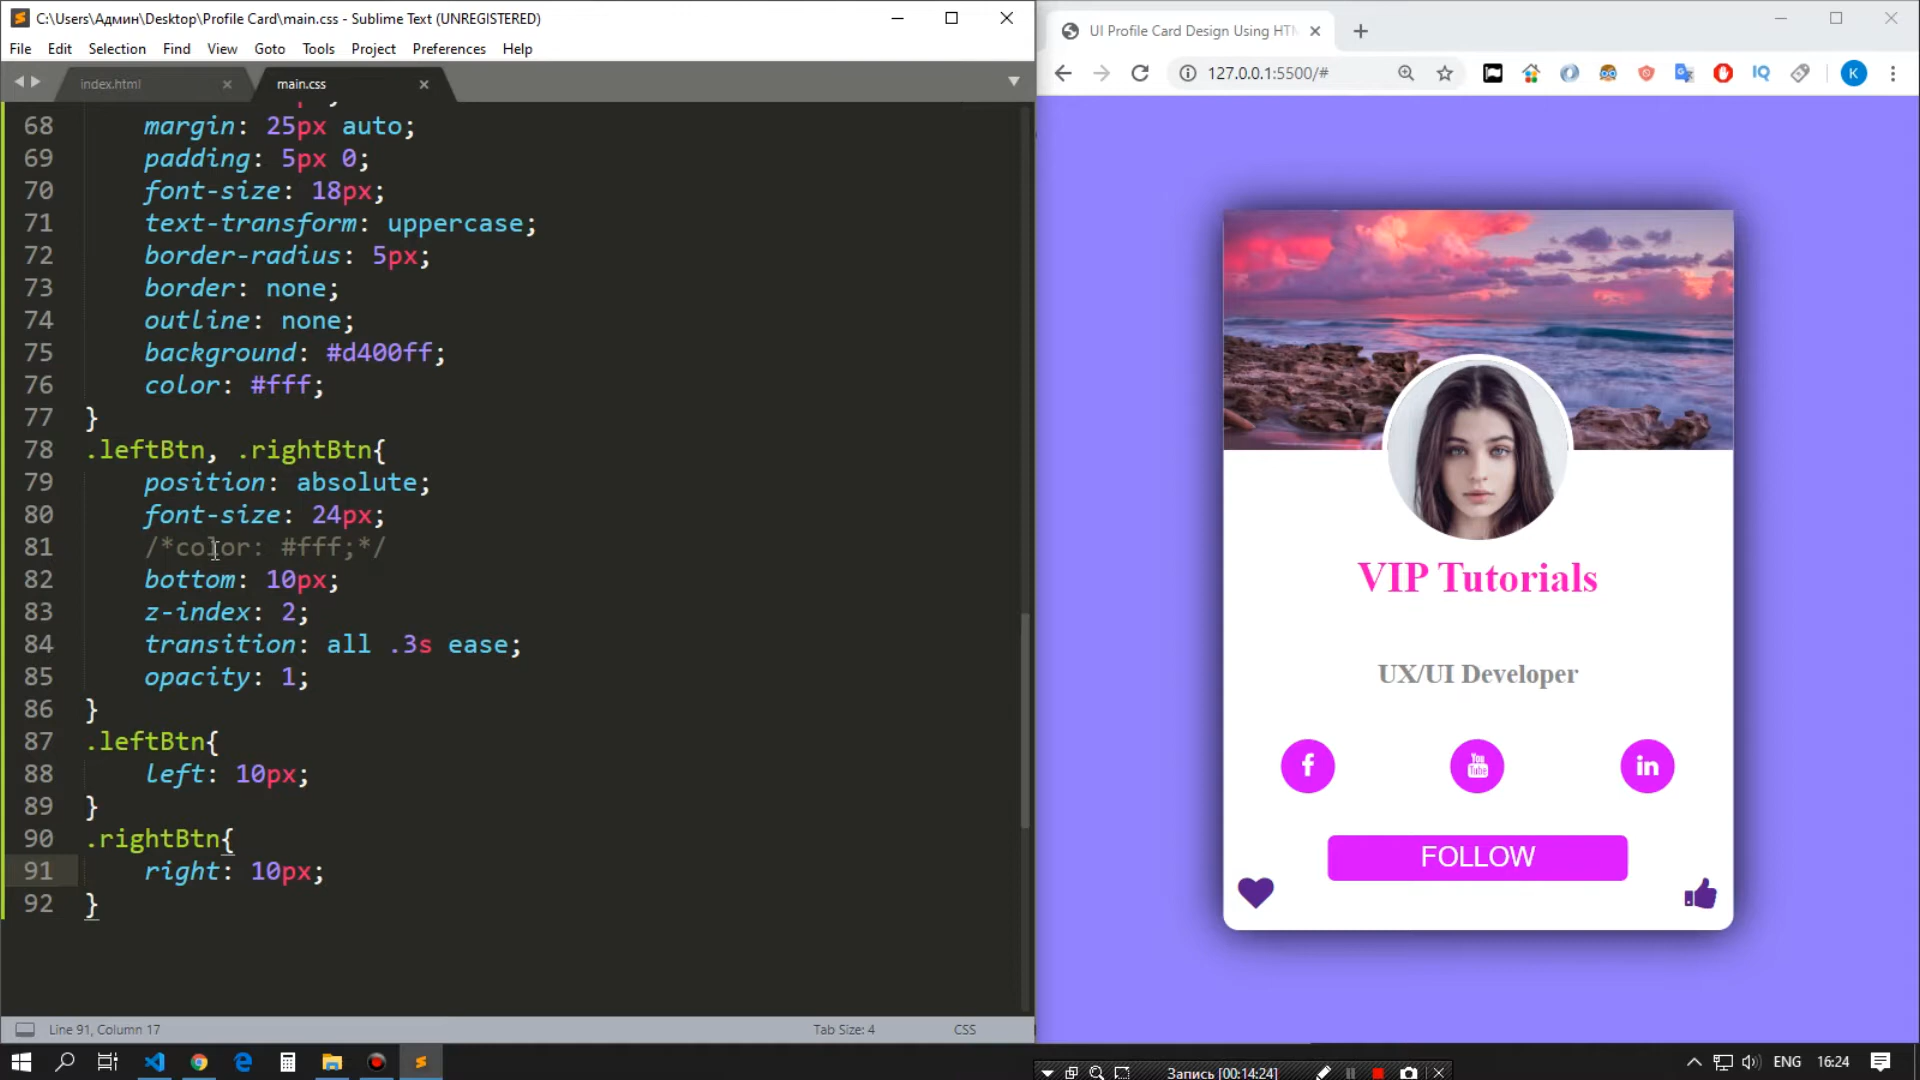 C:\Users\Админ\Desktop\Profile Card\main.css - Sublime Text (UNREGISTERED)
File Edit Selection Find View Goto Tools Project Preferences Help
index.html
main.css
68 margin: 25px auto;
69 padding: 5px 0;
70 font-size: 18px;
71 text-transform: uppercase;
72 border-radius: 5px;
73 border: none;
74 outline: none;
75 background: #d400ff;
76 color: #fff;
77 }
78 .leftBtn, .rightBtn{
79 position: absolute;
80 font-size: 24px;
81 /*color: #fff;*/
82 bottom: 10px;
83 z-index: 2;
84 transition: all .3s ease;
85 opacity: 1;
86 }
87 .leftBtn{
88 left: 10px;
89 }
90 .rightBtn{
91 right: 10px;
92 }
Line 91, Column 17
Tab Size: 4
CSS
UI Profile Card Design Using HTM
127.0.0.1:5500/#
IQ
K
VIP Tutorials
UX/UI Developer
f
You
Tube
in
FOLLOW
Запись [00:14:24]
ENG
16:24